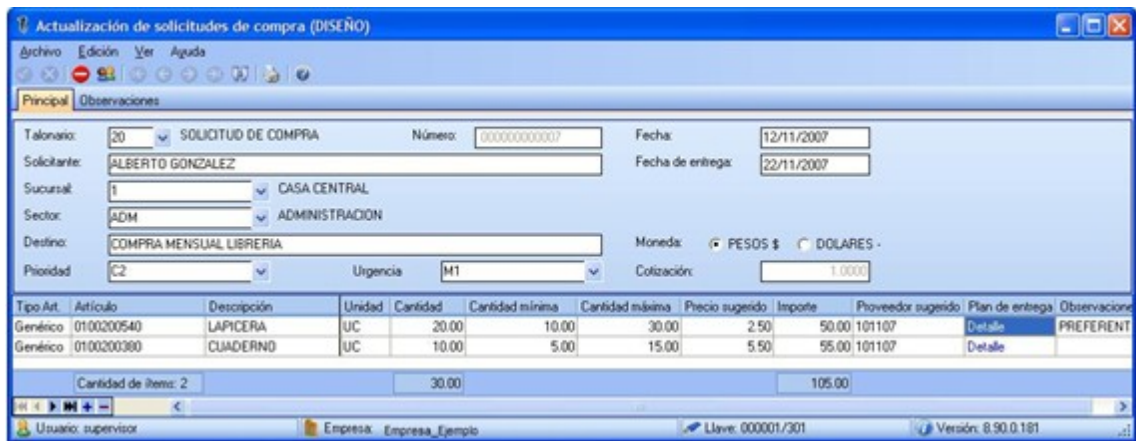 Actualización de solicitudes de compra (DISEÑO)
Archivo Edición Ver Ayuda
Principal Observaciones
Talonario: 20 SOLICITUD DE COMPRA Número: 000000000007 Fecha: 12/11/2007
Solicitante: ALBERTO GONZALEZ Fecha de entrega: 22/11/2007
Sucursal: 1 CASA CENTRAL
Sector: ADM ADMINISTRACION
Destino: COMPRA MENSUAL LIBRERIA Moneda: PESOS $ DOLARES -
Prioridad C2 Urgencia M1 Cotización: 1.0000
Tipo Art. Artículo Descripción Unidad Cantidad Cantidad mínima Cantidad máxima Precio sugerido Importe Proveedor sugerido Plan de entrega Observacione
Genérico 0100200540 LAPICERA UC 20.00 10.00 30.00 2.50 50.00 101107 Detalle PREFERENT
Genérico 0100200380 CUADERNO UC 10.00 5.00 15.00 5.50 55.00 101107 Detalle
Cantidad de ítems: 2 30.00 105.00
Usuario: supervisor Empresa: Empresa_Ejemplo Llave: 000001/301 Versión: 8.90.0.181